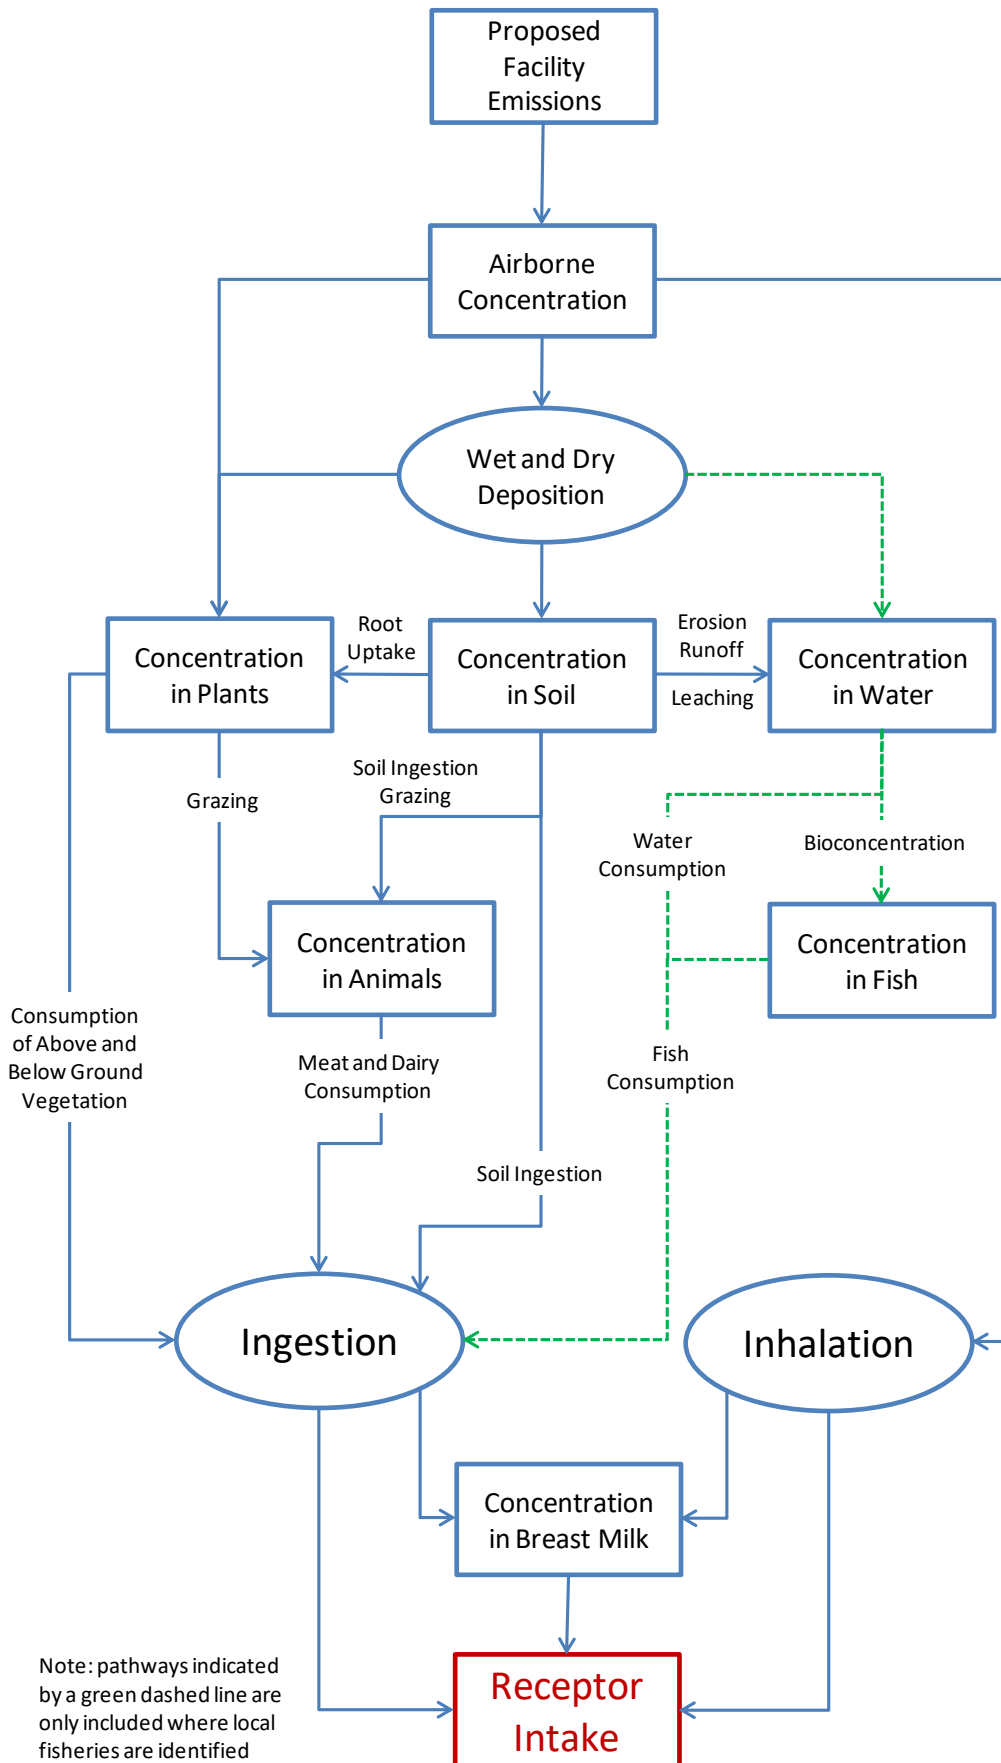 Proposed
Facility
Emissions
Airborne
Concentration
Wet and Dry
Deposition
Root
Uptake
Erosion
Runoff
Concentration
in Plants
Concentration
in Soil
Leaching
Concentration
in Water
Grazing
Soil Ingestion
Grazing
Water
Consumption
Bioconcentration
Concentration
in Animals
Concentration
in Fish
Consumption
of Above and
Below Ground
Vegetation
Meat and Dairy
Consumption
Fish
Consumption
Soil Ingestion
Ingestion
Inhalation
Concentration
in Breast Milk
Receptor
Intake
Note: pathways indicated
by a green dashed line are
only included where local
fisheries are identified